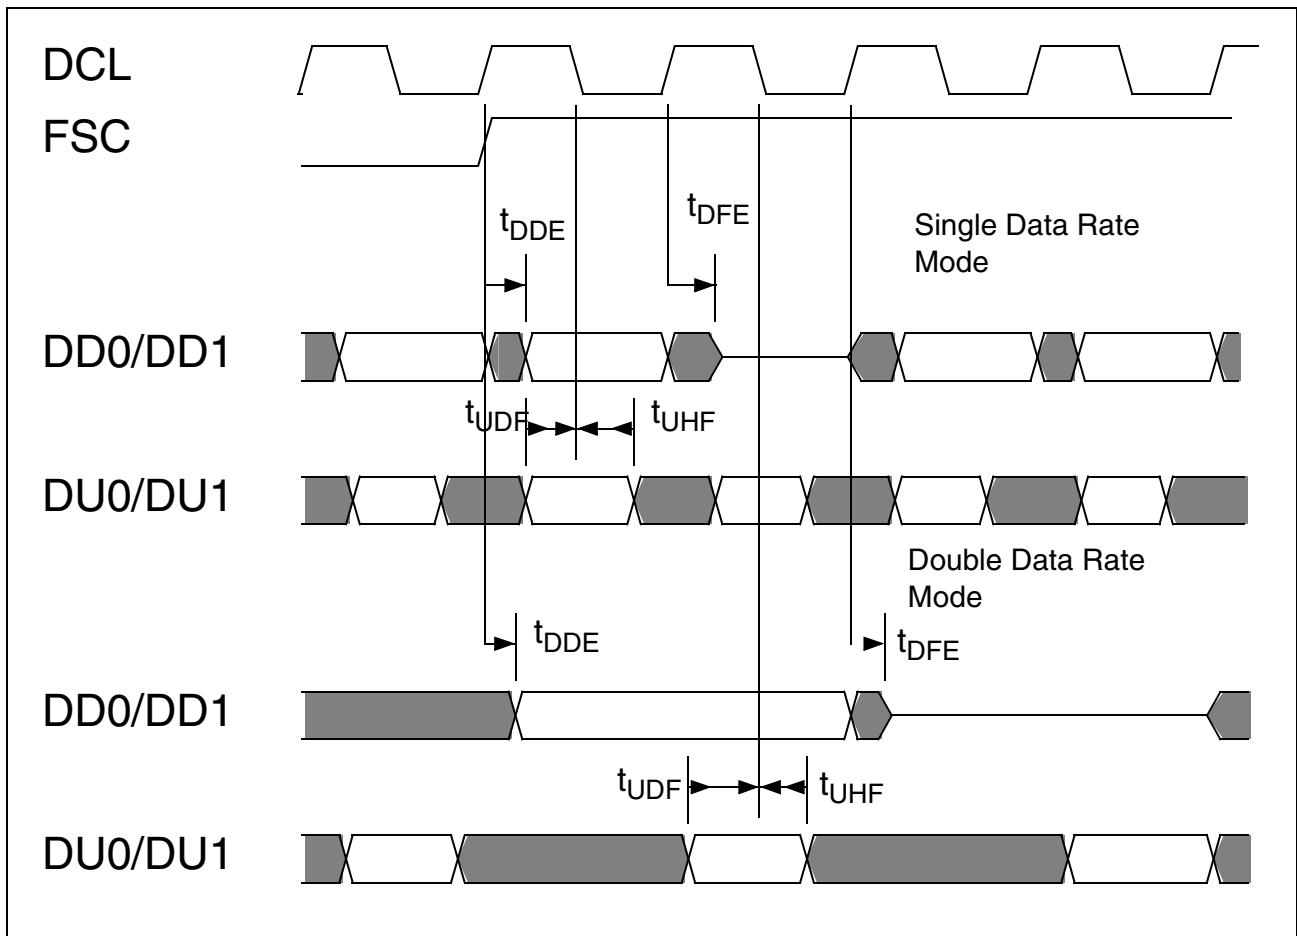 DCL
FSC
tDDE
tDFE
Single Data Rate
Mode
DD0/DD1
tUDF
tUHF
DU0/DU1
Double Data Rate
Mode
tDDE
tDFE
DD0/DD1
tUDF
tUHF
DU0/DU1